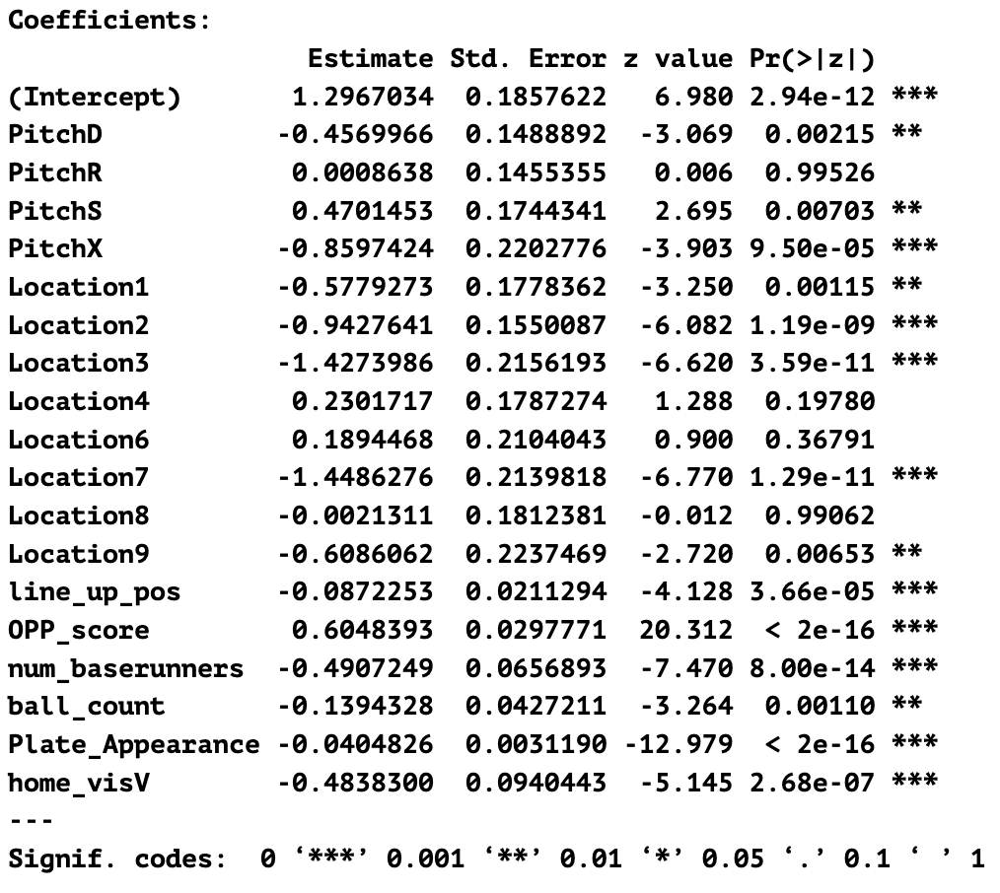 Coefficients:
Estimate Std. Error z value Pr(>|z|)
(Intercept) 1.2967034 0.1857622 6.980 2.94e-12 ***
PitchD -0.4569966 0.1488892 -3.069 0.00215 **
PitchR 0.0008638 0.1455355 0.006 0.99526
PitchS 0.4701453 0.1744341 2.695 0.00703 **
PitchX -0.8597424 0.2202776 -3.903 9.50e-05 ***
Location1 -0.5779273 0.1778362 -3.250 0.00115 **
Location2 -0.9427641 0.1550087 -6.082 1.19e-09 ***
Location3 -1.4273986 0.2156193 -6.620 3.59e-11 ***
Location4 0.2301717 0.1787274 1.288 0.19780
Location6 0.1894468 0.2104043 0.900 0.36791
Location7 -1.4486276 0.2139818 -6.770 1.29e-11 ***
Location8 -0.0021311 0.1812381 -0.012 0.99062
Location9 -0.6086062 0.2237469 -2.720 0.00653 **
line_up_pos -0.0872253 0.0211294 -4.128 3.66e-05 ***
OPP_score 0.6048393 0.0297771 20.312 < 2e-16 ***
num_baserunners -0.4907249 0.0656893 -7.470 8.00e-14 ***
ball_count -0.1394328 0.0427211 -3.264 0.00110 **
Plate_Appearance -0.0404826 0.0031190 -12.979 < 2e-16 ***
home_visV -0.4838300 0.0940443 -5.145 2.68e-07 ***
---
Signif. codes: 0 ‘***’ 0.001 ‘**’ 0.01 ‘*’ 0.05 ‘.’ 0.1 ‘ ’ 1